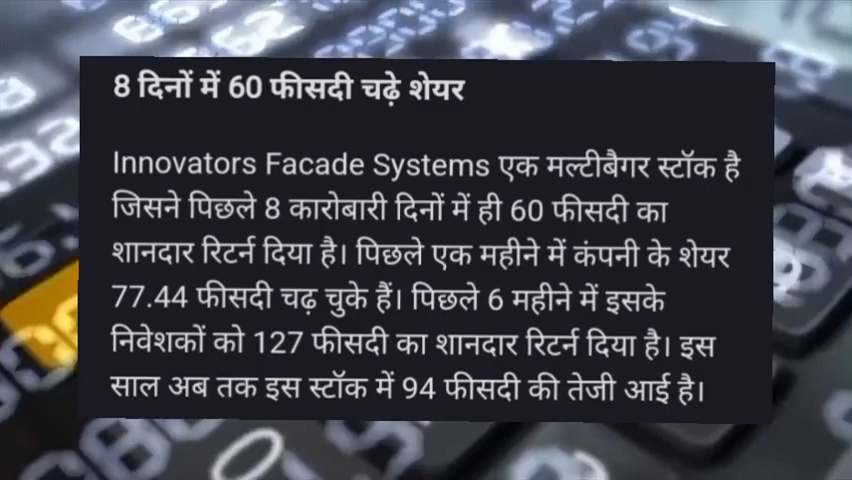 8 दिनों में 60 फीसदी चढ़े शेयर
Innovators Facade Systems एक मल्टीबैगर स्टॉक है
जिसने पिछले 8 कारोबारी दिनों में ही 60 फीसदी का
शानदार रिटर्न दिया है। पिछले एक महीने में कंपनी के शेयर
77.44 फीसदी चढ़ चुके हैं। पिछले 6 महीने में इसके
निवेशकों को 127 फीसदी का शानदार रिटर्न दिया है। इस
साल अब तक इस स्टॉक में 94 फीसदी की तेजी आई है।